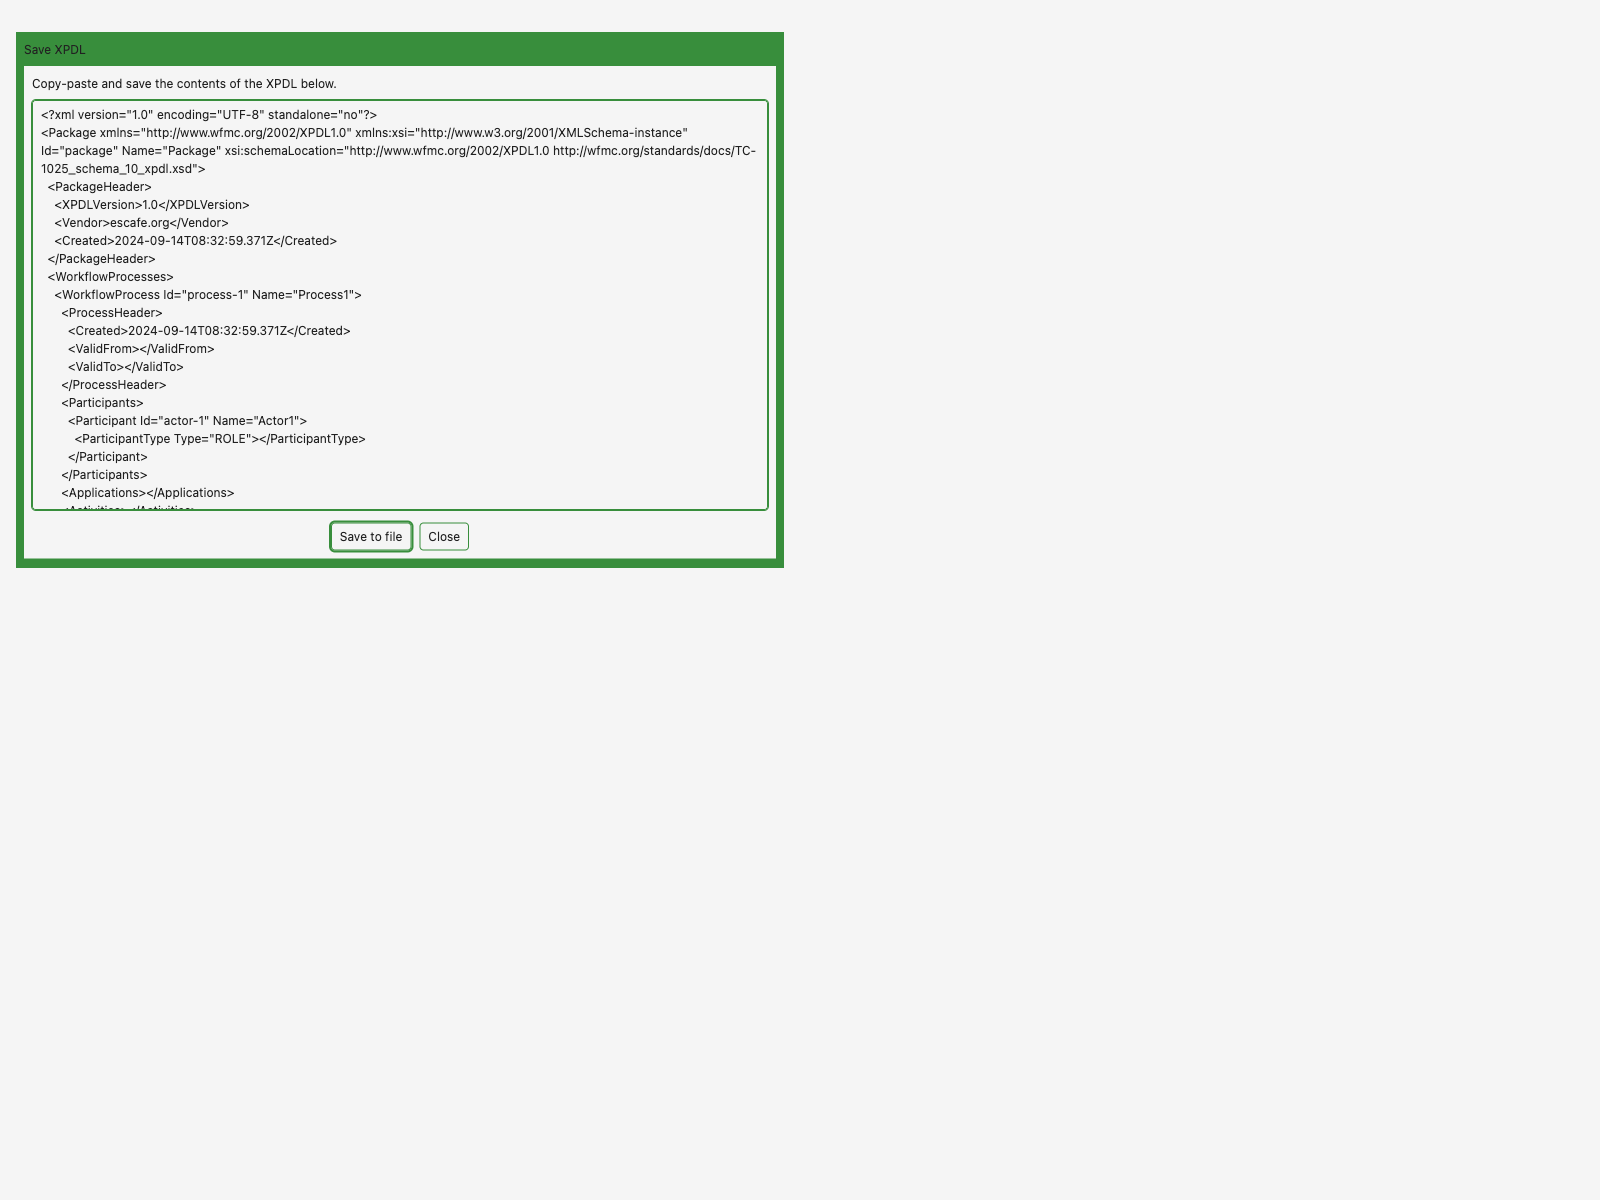 Save XPDL
Copy-paste and save the contents of the XPDL below.
<?xml version="1.0" encoding="UTF-8" standalone="no"?>
<Package xmlns="http://www.wfmc.org/2002/XPDL1.0" xmlns:xsi="http://www.w3.org/2001/XMLSchema-instance"
Id="package" Name="Package" xsi:schemaLocation="http://www.wfmc.org/2002/XPDL1.0 http://wfmc.org/standards/docs/TC-
1025_schema_10_xpdl.xsd">
<PackageHeader>
<XPDLVersion>1.0</XPDLVersion>
<Vendor>escafe.org</Vendor>
<Created>2024-09-14T08:32:59.371Z</Created>
</PackageHeader>
<WorkflowProcesses>
<WorkflowProcess Id="process-1" Name="Process1">
<ProcessHeader>
<Created>2024-09-14T08:32:59.371Z</Created>
<ValidFrom></ValidFrom>
<ValidTo></ValidTo>
</ProcessHeader>
<Participants>
<Participant Id="actor-1" Name="Actor1">
<ParticipantType Type="ROLE"></ParticipantType>
</Participant>
</Participants>
<Applications></Applications>
Save to file
Close